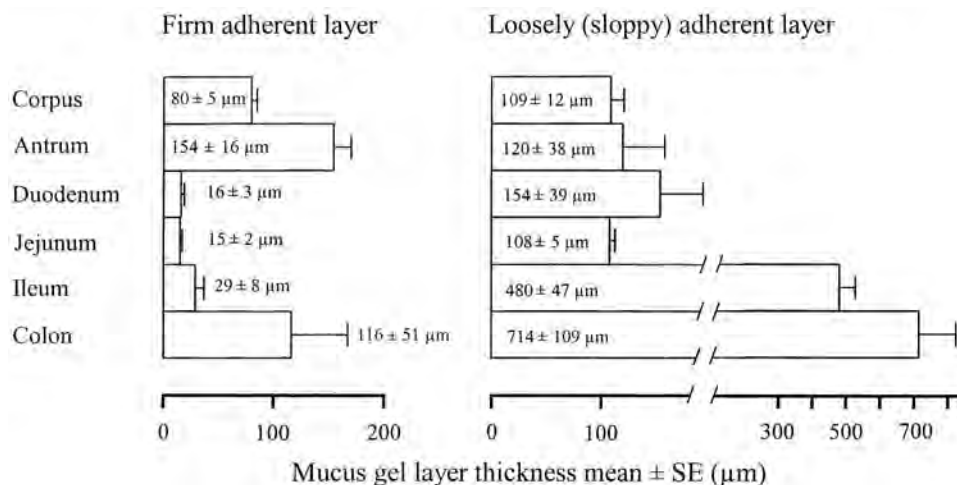 Firm adherent layer Loosely (sloppy) adherent layer
Corpus 80 ± 5 µm 109 ± 12 µm
Antrum 154 ± 16 µm 120 ± 38 µm
Duodenum 16 ± 3 µm 154 ± 39 µm
Jejunum 15 ± 2 µm 108 ± 5 µm
Ileum 29 ± 8 µm 480 ± 47 µm
Colon 116 ± 51 µm 714 ± 109 µm
0 100 200 0 100 300 500 700
Mucus gel layer thickness mean ± SE (µm)